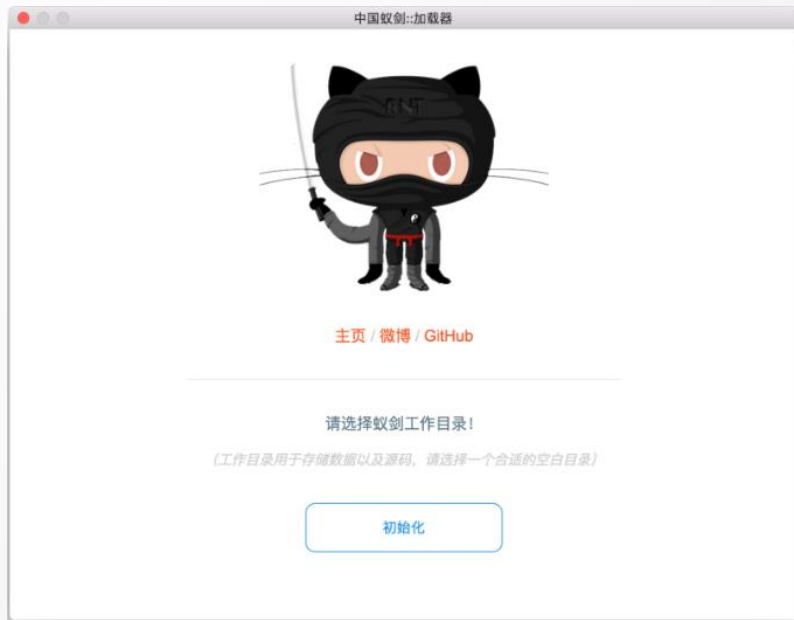 中国蚁剑::加载器
ANT
主页 / 微博 / GitHub
请选择蚁剑工作目录!
(工作目录用于存储数据以及源码, 请选择一个合适的空白目录)
初始化